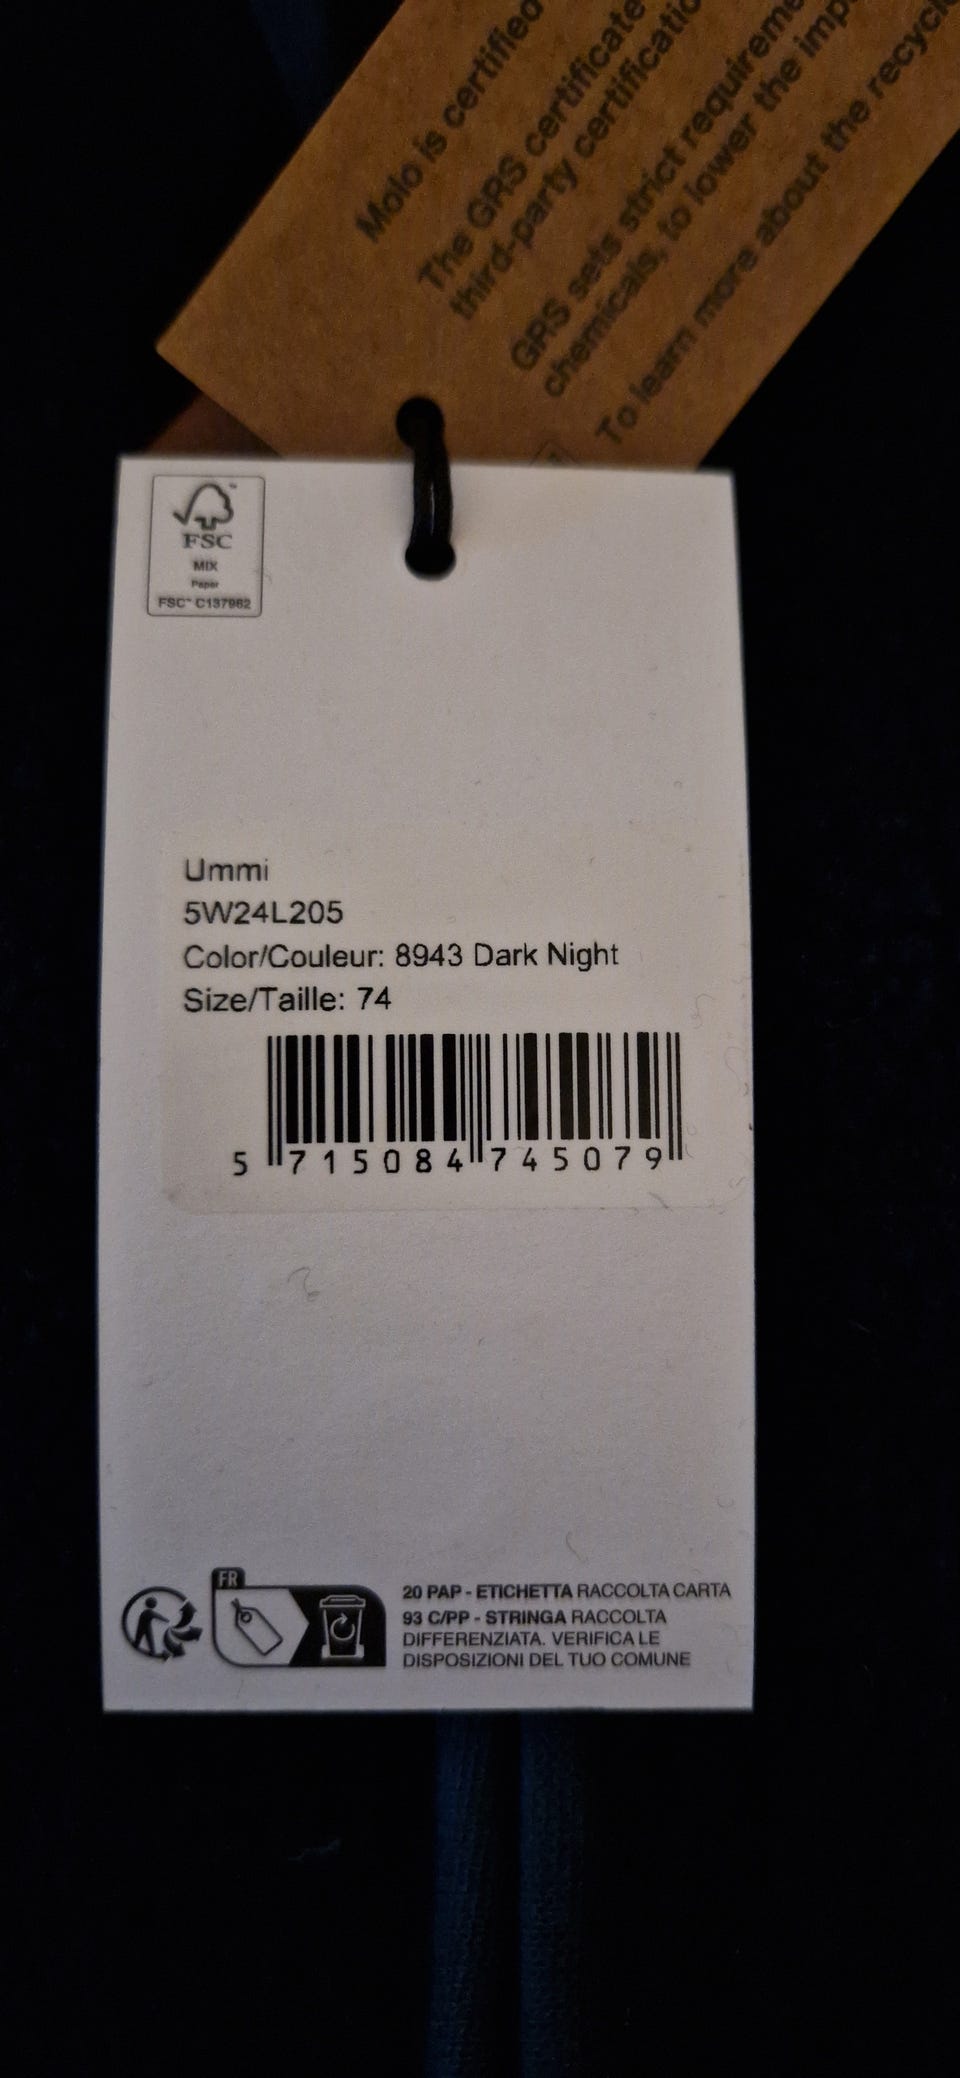 Molo is certified
The GRS certificate
third-party certificatio
GRS sets strict requireme
chemicals, to lower the imp
To learn more about the recycl
FSC
MIX
Paper
FSC™ C137962
Ummi
5W24L205
Color/Couleur: 8943 Dark Night
Size/Taille: 74
5 715084 745079
FR
20 PAP - ETICHETTA RACCOLTA CARTA
93 C/PP - STRINGA RACCOLTA
DIFFERENZIATA. VERIFICA LE
DISPOSIZIONI DEL TUO COMUNE